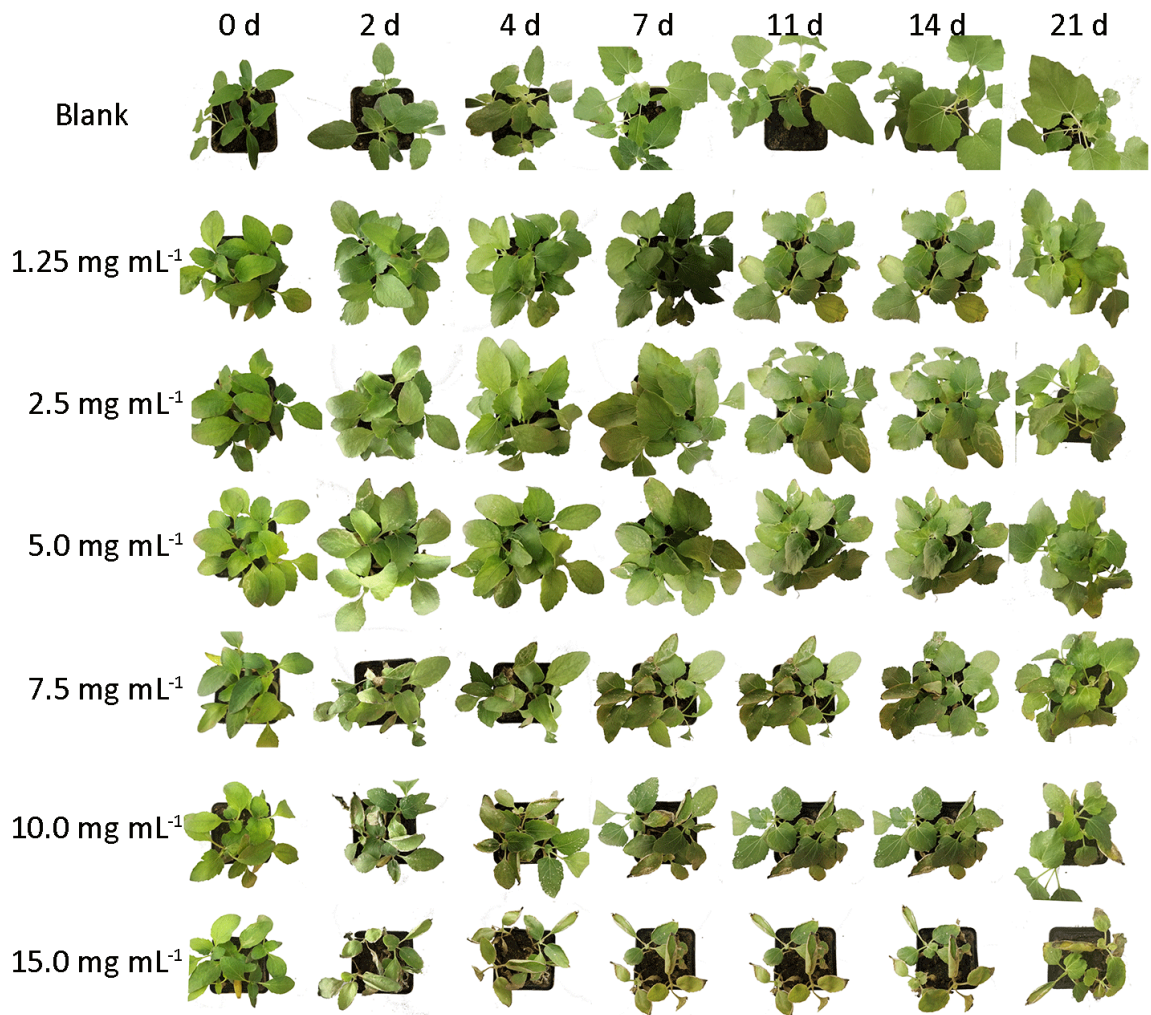 0 d 2 d 4 d 7 d 11 d 14 d 21 d
Blank
1.25 mg mL⁻¹
2.5 mg mL⁻¹
5.0 mg mL⁻¹
7.5 mg mL⁻¹
10.0 mg mL⁻¹
15.0 mg mL⁻¹